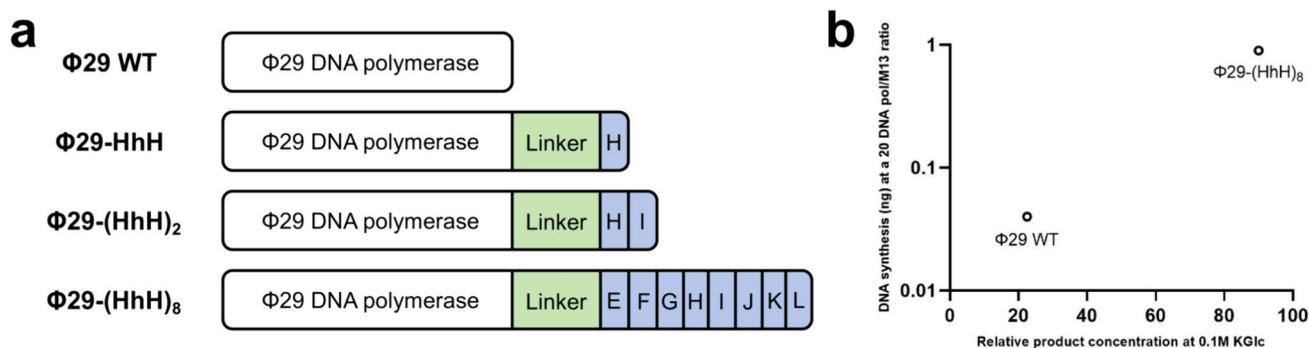 a
Φ29 WT
Φ29 DNA polymerase
Φ29-HhH
Φ29 DNA polymerase
Linker
H
Φ29-(HhH)₂
Φ29 DNA polymerase
Linker
H
I
Φ29-(HhH)₈
Φ29 DNA polymerase
Linker
E
F
G
H
I
J
K
L
b
DNA synthesis (ng) at a 20 DNA pol/M13 ratio
1
0.1
0.01
Φ29-(HhH)₈
Φ29 WT
0
20
40
60
80
100
Relative product concentration at 0.1M KGlc